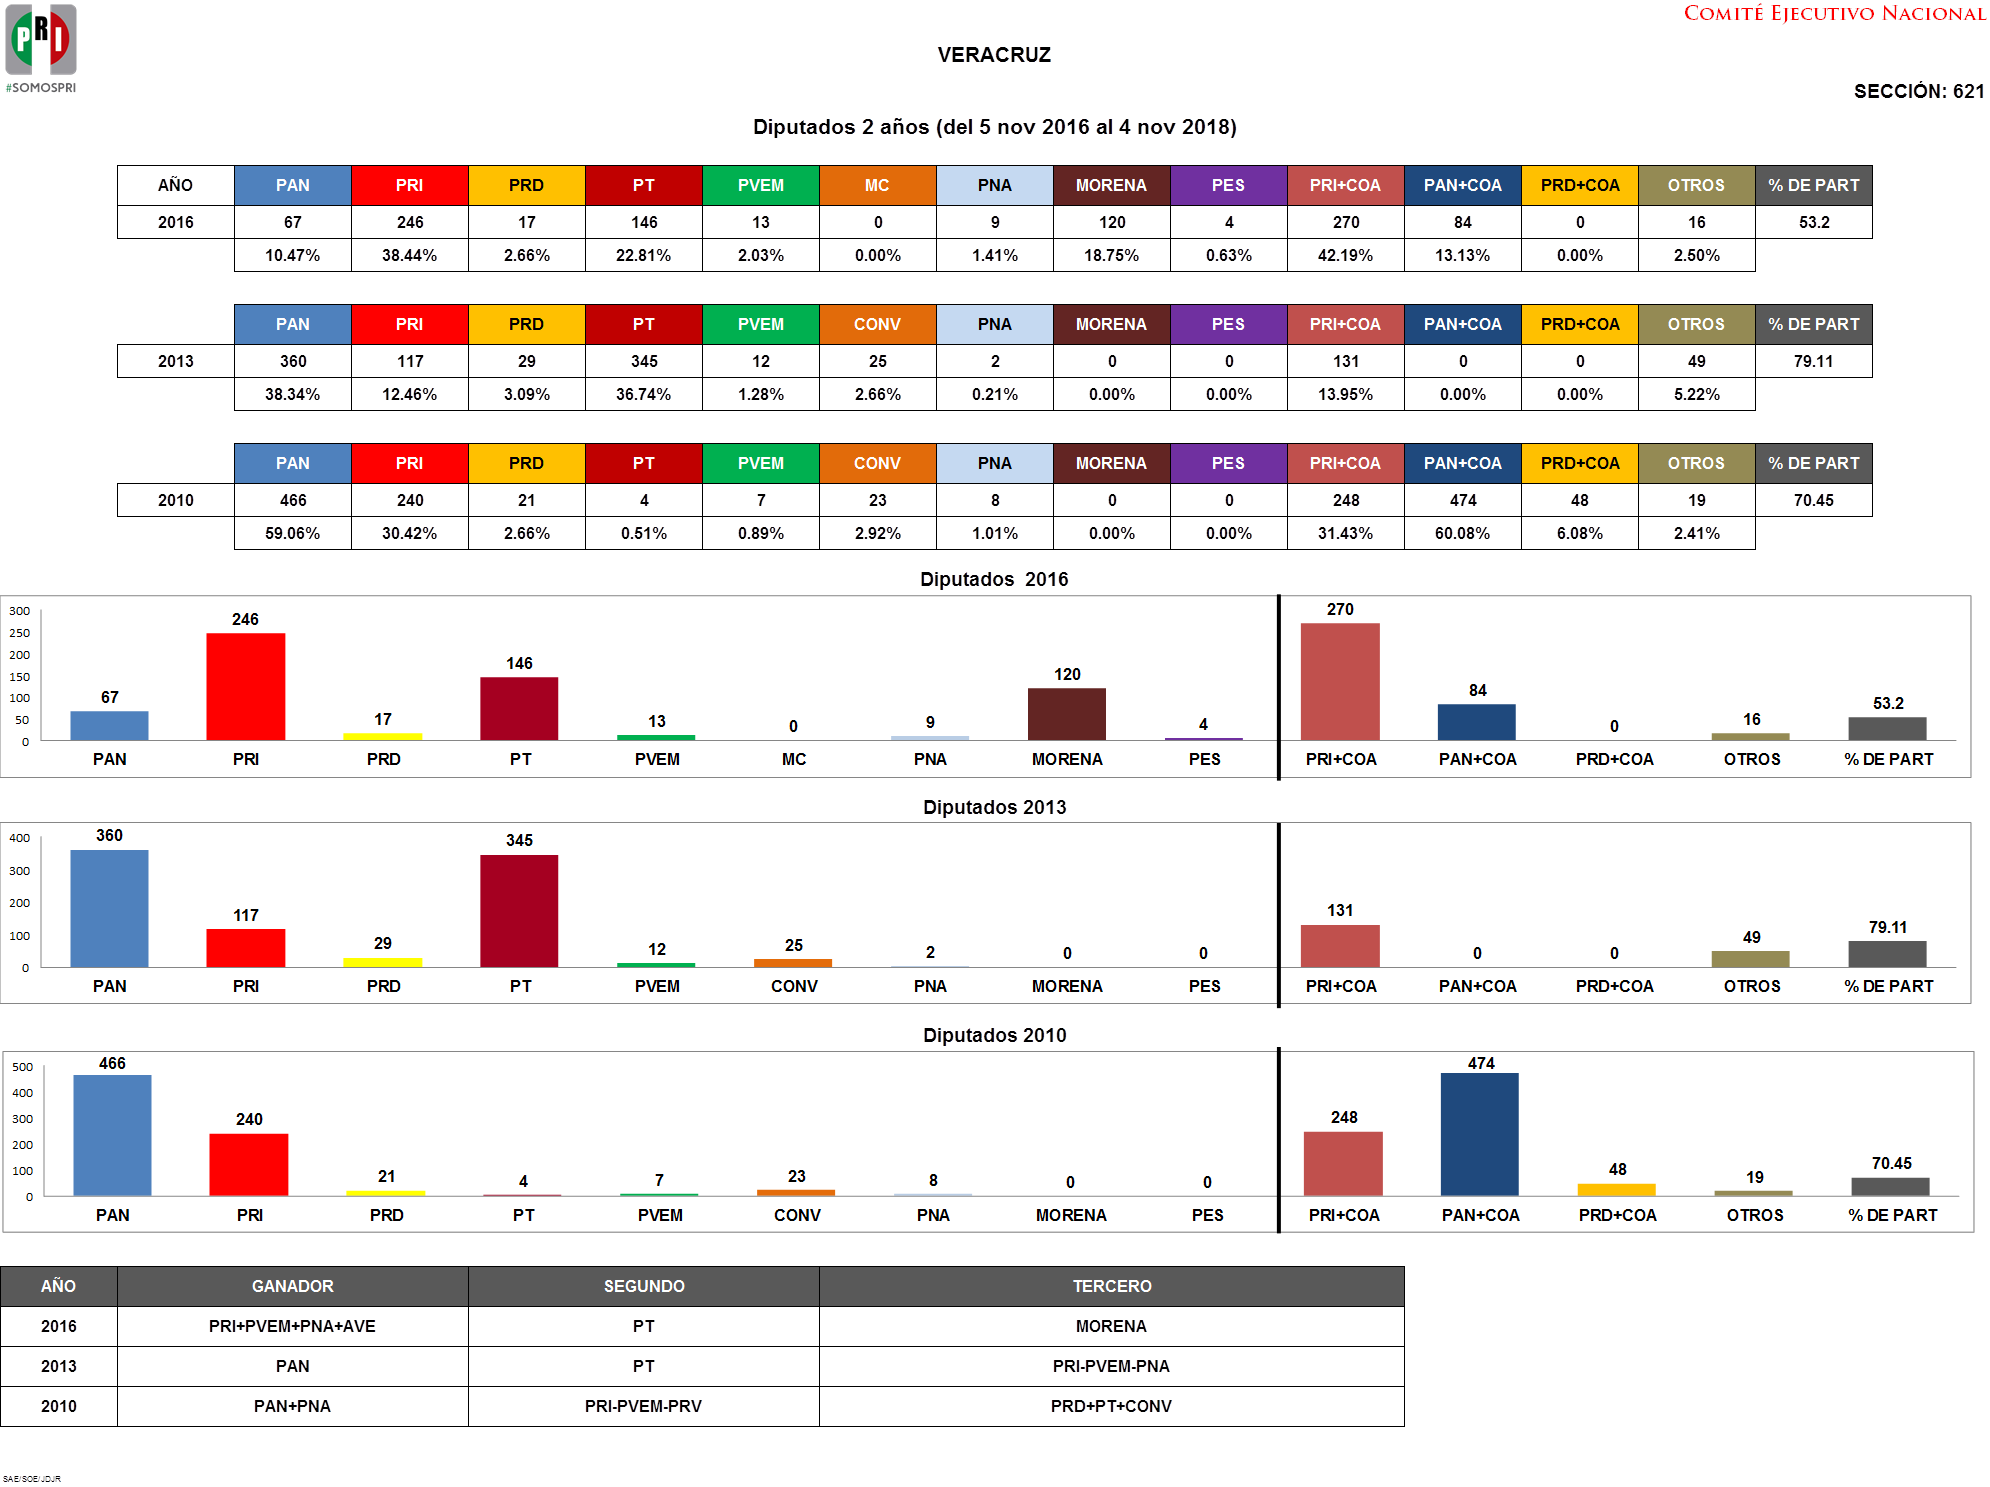 PRI
#SOMOSPRI
COMITÉ EJECUTIVO NACIONAL
VERACRUZ
SECCIÓN: 621
Diputados 2 años (del 5 nov 2016 al 4 nov 2018)
AÑO PAN PRI PRD PT PVEM MC PNA MORENA PES PRI+COA PAN+COA PRD+COA OTROS % DE PART
2016 67 246 17 146 13 0 9 120 4 270 84 0 16 53.2
10.47% 38.44% 2.66% 22.81% 2.03% 0.00% 1.41% 18.75% 0.63% 42.19% 13.13% 0.00% 2.50%
PAN PRI PRD PT PVEM CONV PNA MORENA PES PRI+COA PAN+COA PRD+COA OTROS % DE PART
2013 360 117 29 345 12 25 2 0 0 131 0 0 49 79.11
38.34% 12.46% 3.09% 36.74% 1.28% 2.66% 0.21% 0.00% 0.00% 13.95% 0.00% 0.00% 5.22%
PAN PRI PRD PT PVEM CONV PNA MORENA PES PRI+COA PAN+COA PRD+COA OTROS % DE PART
2010 466 240 21 4 7 23 8 0 0 248 474 48 19 70.45
59.06% 30.42% 2.66% 0.51% 0.89% 2.92% 1.01% 0.00% 0.00% 31.43% 60.08% 6.08% 2.41%
Diputados 2016
300
250
200
150
100
50
0
67 246 17 146 13 0 9 120 4 270 84 0 16 53.2
PAN PRI PRD PT PVEM MC PNA MORENA PES PRI+COA PAN+COA PRD+COA OTROS % DE PART
Diputados 2013
400
300
200
100
0
360 117 29 345 12 25 2 0 0 131 0 0 49 79.11
PAN PRI PRD PT PVEM CONV PNA MORENA PES PRI+COA PAN+COA PRD+COA OTROS % DE PART
Diputados 2010
500
400
300
200
100
0
466 240 21 4 7 23 8 0 0 248 474 48 19 70.45
PAN PRI PRD PT PVEM CONV PNA MORENA PES PRI+COA PAN+COA PRD+COA OTROS % DE PART
AÑO GANADOR SEGUNDO TERCERO
2016 PRI+PVEM+PNA+AVE PT MORENA
2013 PAN PT PRI-PVEM-PNA
2010 PAN+PNA PRI-PVEM-PRV PRD+PT+CONV
SAE/SOE/JDJR